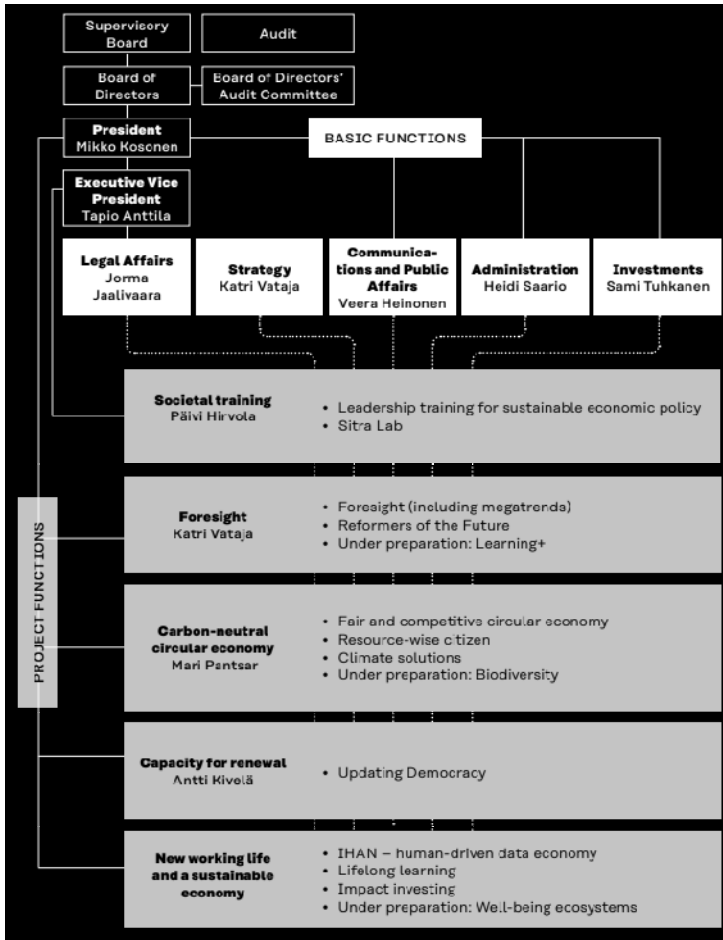 Supervisory
Board
Audit
Board of
Directors
Board of Directors'
Audit Committee
President
Mikko Kosonen
BASIC FUNCTIONS
Executive Vice
President
Tapio Anttila
Legal Affairs
Jorma
Jaalivaara
Strategy
Katri Vataja
Communica-
tions and Public
Affairs
Veera Heinonen
Administration
Heidi Saario
Investments
Sami Tuhkanen
PROJECT FUNCTIONS
Societal training
Päivi Hirvola
• Leadership training for sustainable economic policy
• Sitra Lab
Foresight
Katri Vataja
• Foresight (including megatrends)
• Reformers of the Future
• Under preparation: Learning+
Carbon-neutral
circular economy
Mari Pantsar
• Fair and competitive circular economy
• Resource-wise citizen
• Climate solutions
• Under preparation: Biodiversity
Capacity for renewal
Antti Kivelä
• Updating Democracy
New working life
and a sustainable
economy
• IHAN – human-driven data economy
• Lifelong learning
• Impact investing
• Under preparation: Well-being ecosystems